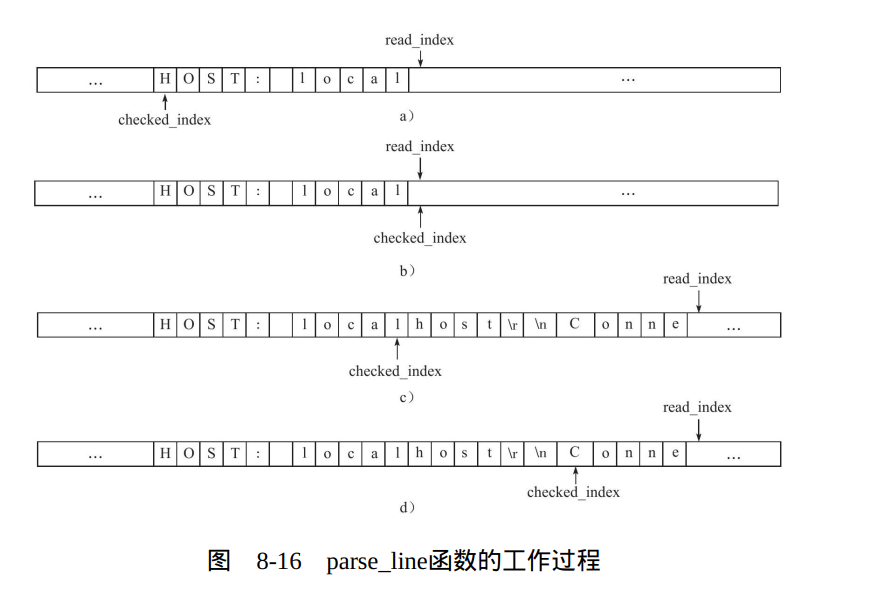 read_index
… H O S T : l o c a l …
checked_index
a）
read_index
… H O S T : l o c a l …
checked_index
b）
read_index
… H O S T : l o c a l h o s t \r \n C o n n e …
checked_index
c）
read_index
… H O S T : l o c a l h o s t \r \n C o n n e …
checked_index
d）
图 8-16 parse_line函数的工作过程